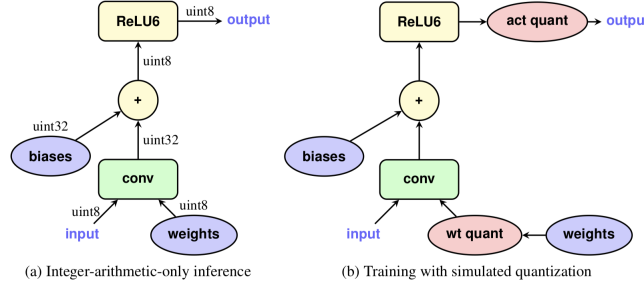 ReLU6
uint8
output
uint8
+
uint32
biases
uint32
conv
uint8
uint8
input
weights
(a) Integer-arithmetic-only inference
ReLU6
act quant
output
+
biases
conv
input
wt quant
weights
(b) Training with simulated quantization